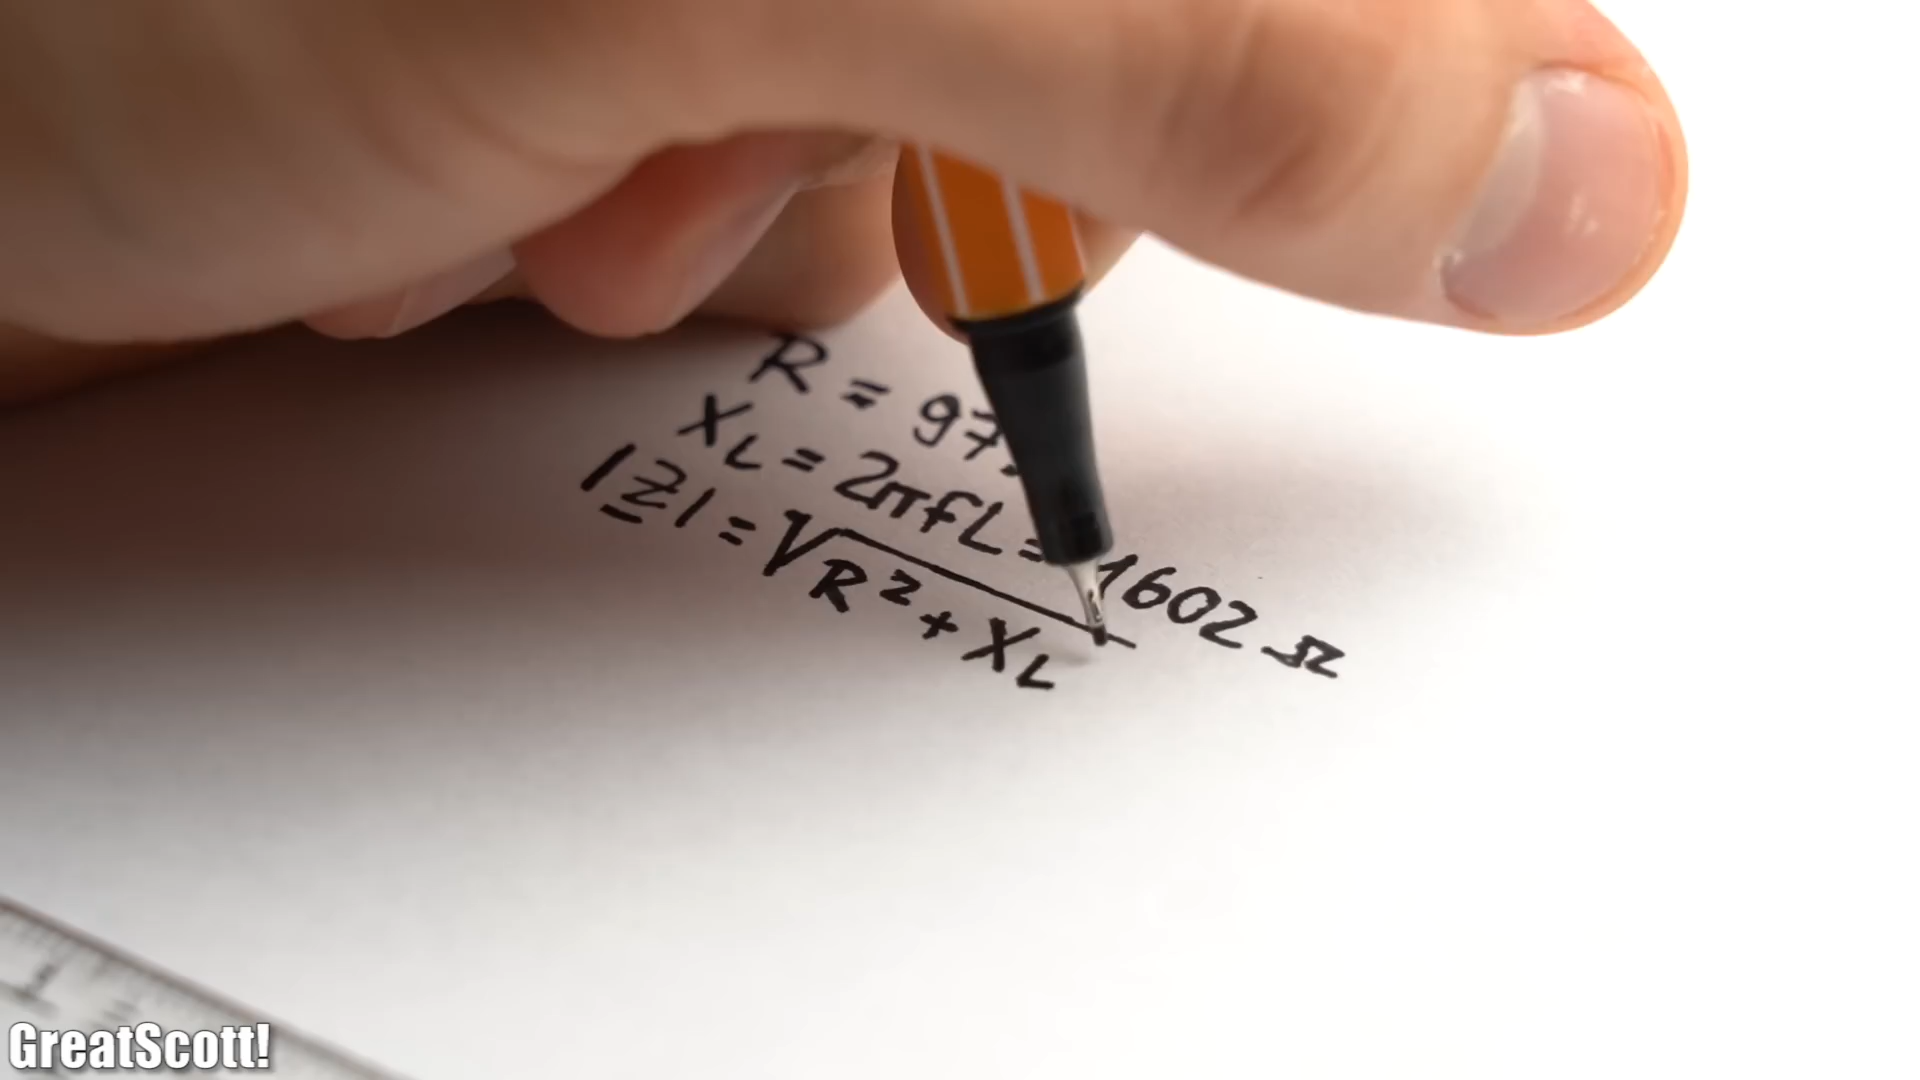 R = 97
X_L = 2πfL = 1602 Ω
|Z| = √R² + X_L
GreatScott!